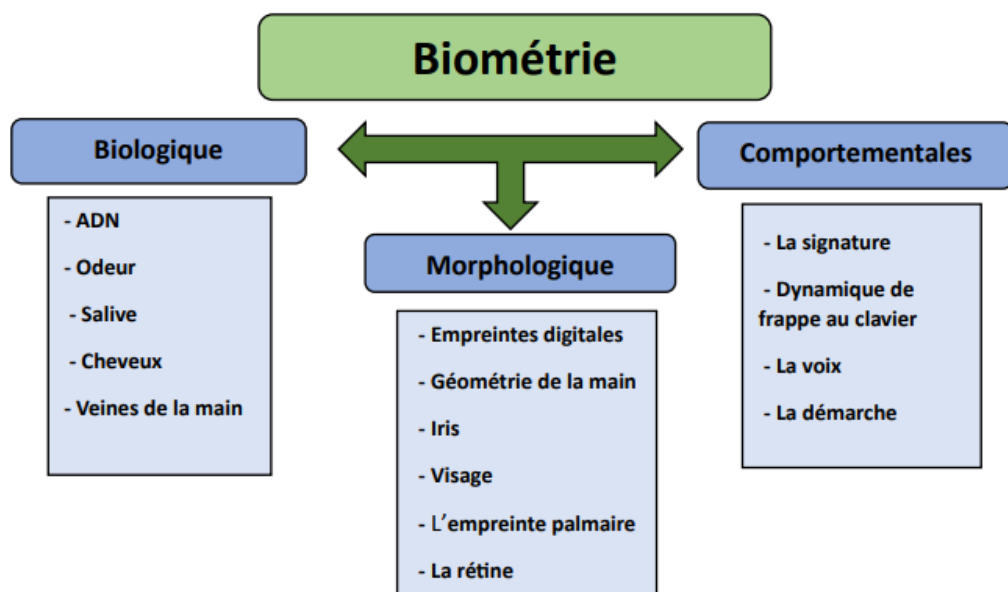 Biométrie
Biologique
- ADN
- Odeur
- Salive
- Cheveux
- Veines de la main
Morphologique
- Empreintes digitales
- Géométrie de la main
- Iris
- Visage
- L'empreinte palmaire
- La rétine
Comportementales
- La signature
- Dynamique de
frappe au clavier
- La voix
- La démarche